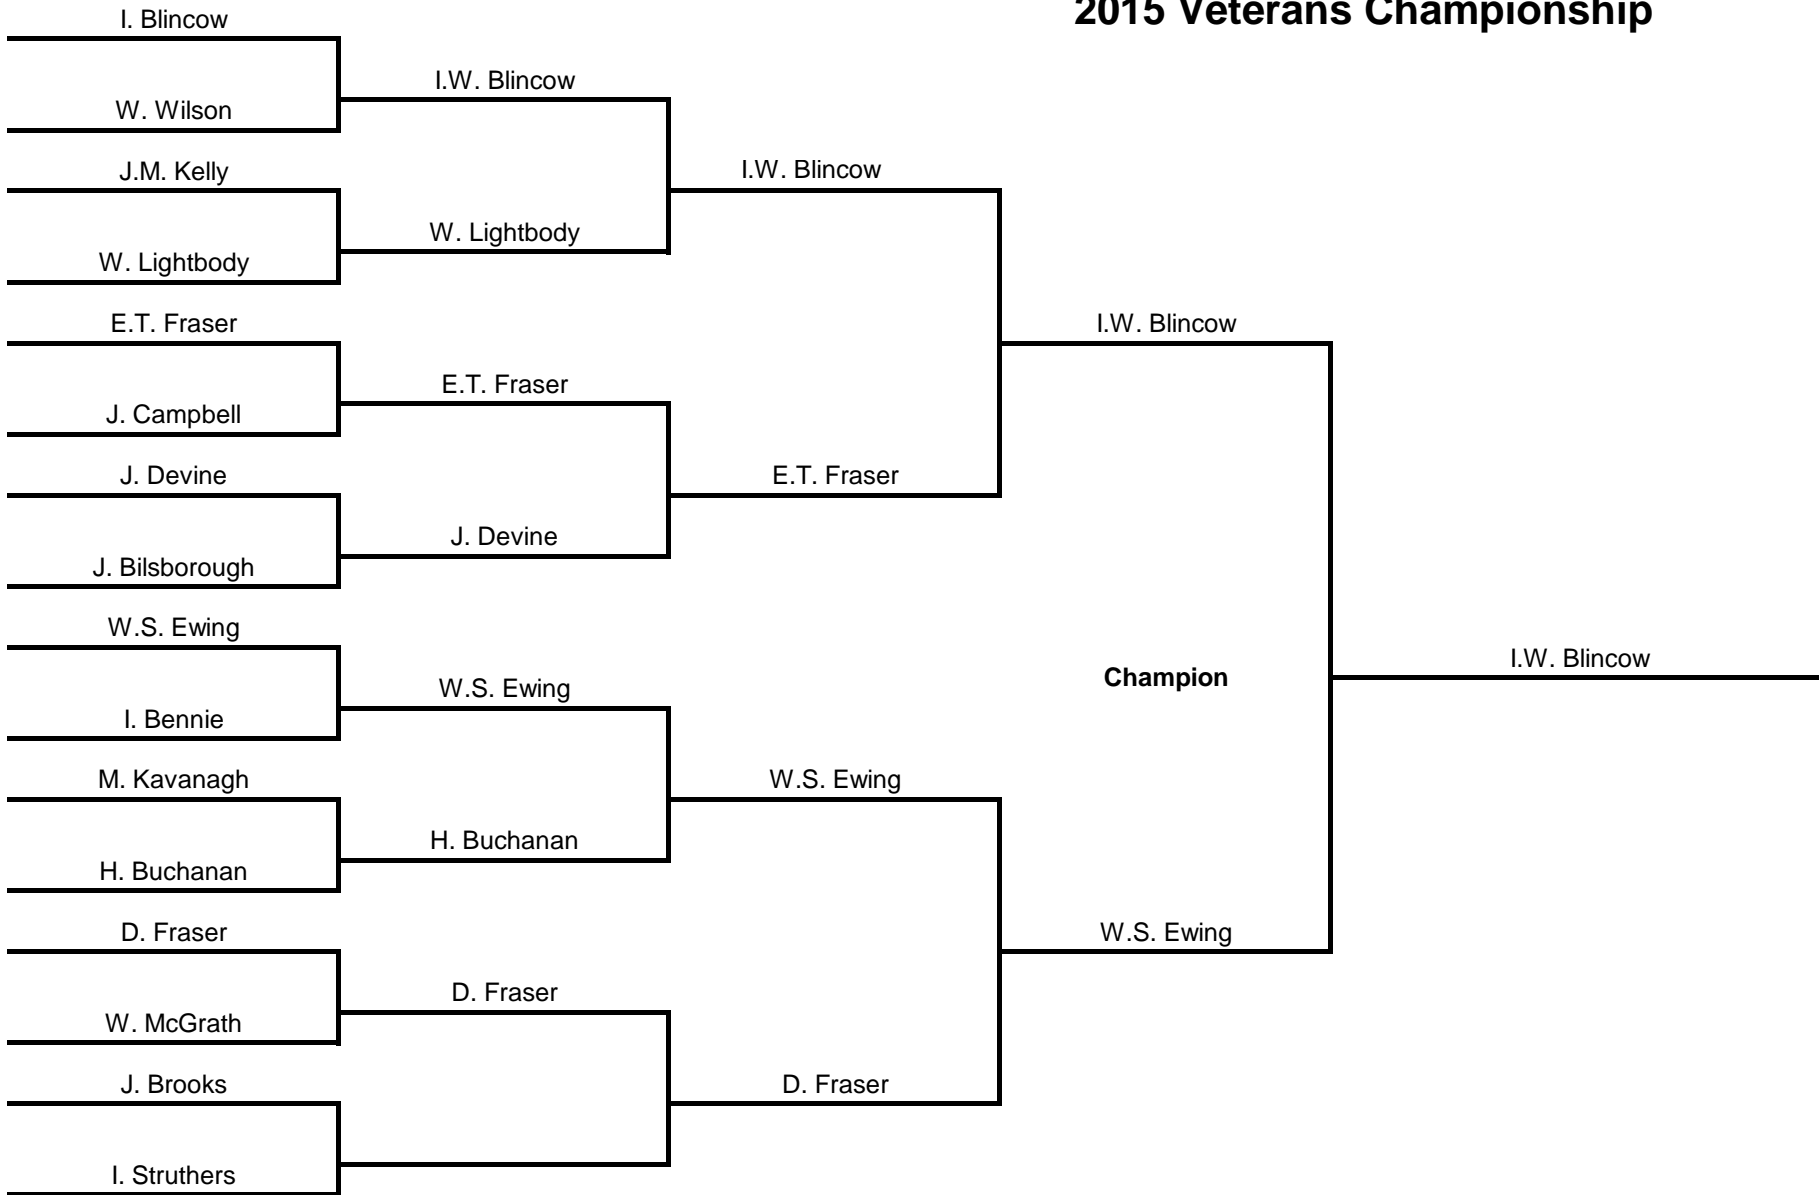 2015 Veterans Championship
I. Blincow
W. Wilson
J.M. Kelly
W. Lightbody
E.T. Fraser
J. Campbell
J. Devine
J. Bilsborough
W.S. Ewing
I. Bennie
M. Kavanagh
H. Buchanan
D. Fraser
W. McGrath
J. Brooks
I. Struthers
I.W. Blincow
W. Lightbody
E.T. Fraser
J. Devine
W.S. Ewing
H. Buchanan
D. Fraser
I.W. Blincow
E.T. Fraser
W.S. Ewing
D. Fraser
I.W. Blincow
Champion
W.S. Ewing
I.W. Blincow